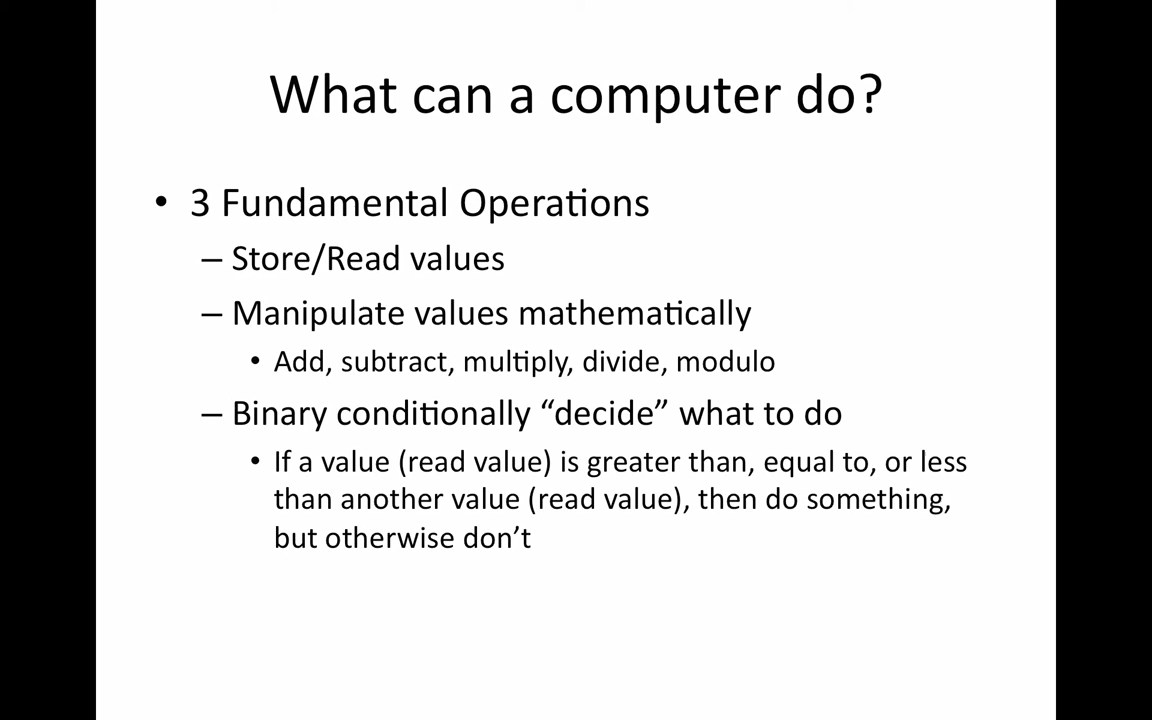 What can a computer do?
• 3 Fundamental Operations
– Store/Read values
– Manipulate values mathematically
• Add, subtract, multiply, divide, modulo
– Binary conditionally “decide” what to do
• If a value (read value) is greater than, equal to, or less
than another value (read value), then do something,
but otherwise don’t